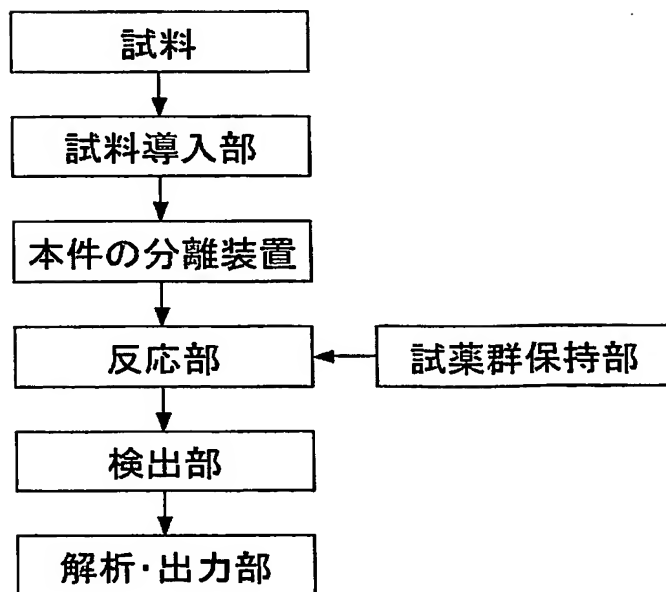 試料
試料導入部
本件の分離装置
反応部
試薬群保持部
検出部
解析・出力部